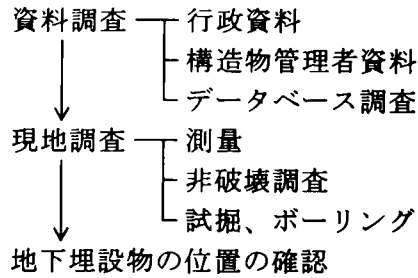 資料調査 行政資料
構造物管理者資料
データベース調査
現地調査 測量
非破壊調査
試掘、ボーリング
地下埋設物の位置の確認